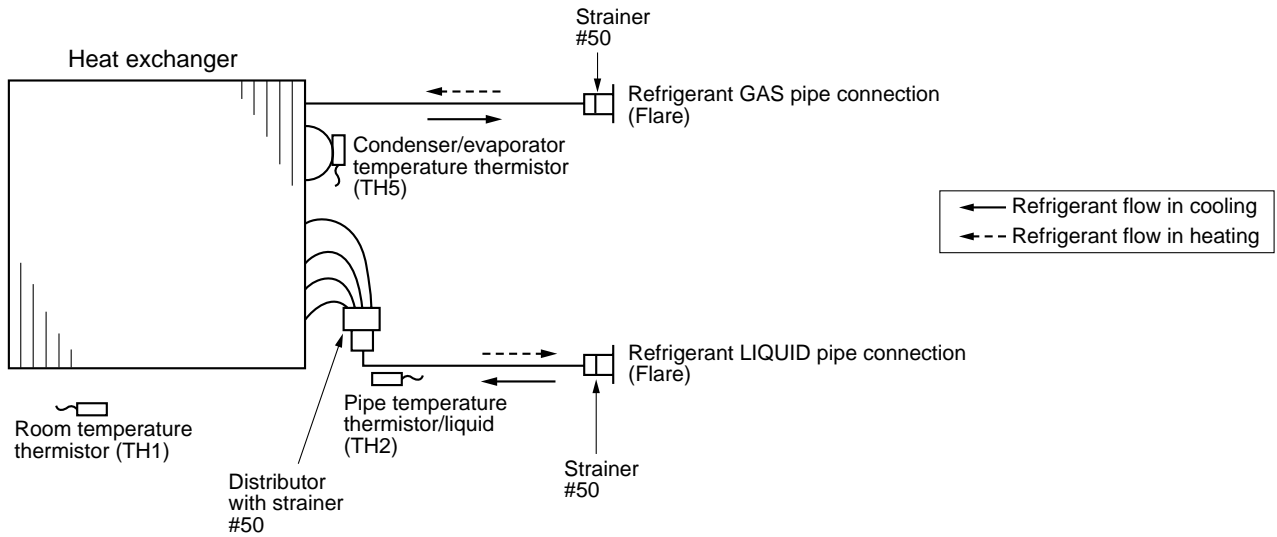 Strainer
#50
Heat exchanger
Refrigerant GAS pipe connection
(Flare)
Condenser/evaporator
temperature thermistor
(TH5)
Refrigerant flow in cooling
Refrigerant flow in heating
Refrigerant LIQUID pipe connection
(Flare)
Pipe temperature
thermistor/liquid
(TH2)
Room temperature
thermistor (TH1)
Strainer
#50
Distributor
with strainer
#50